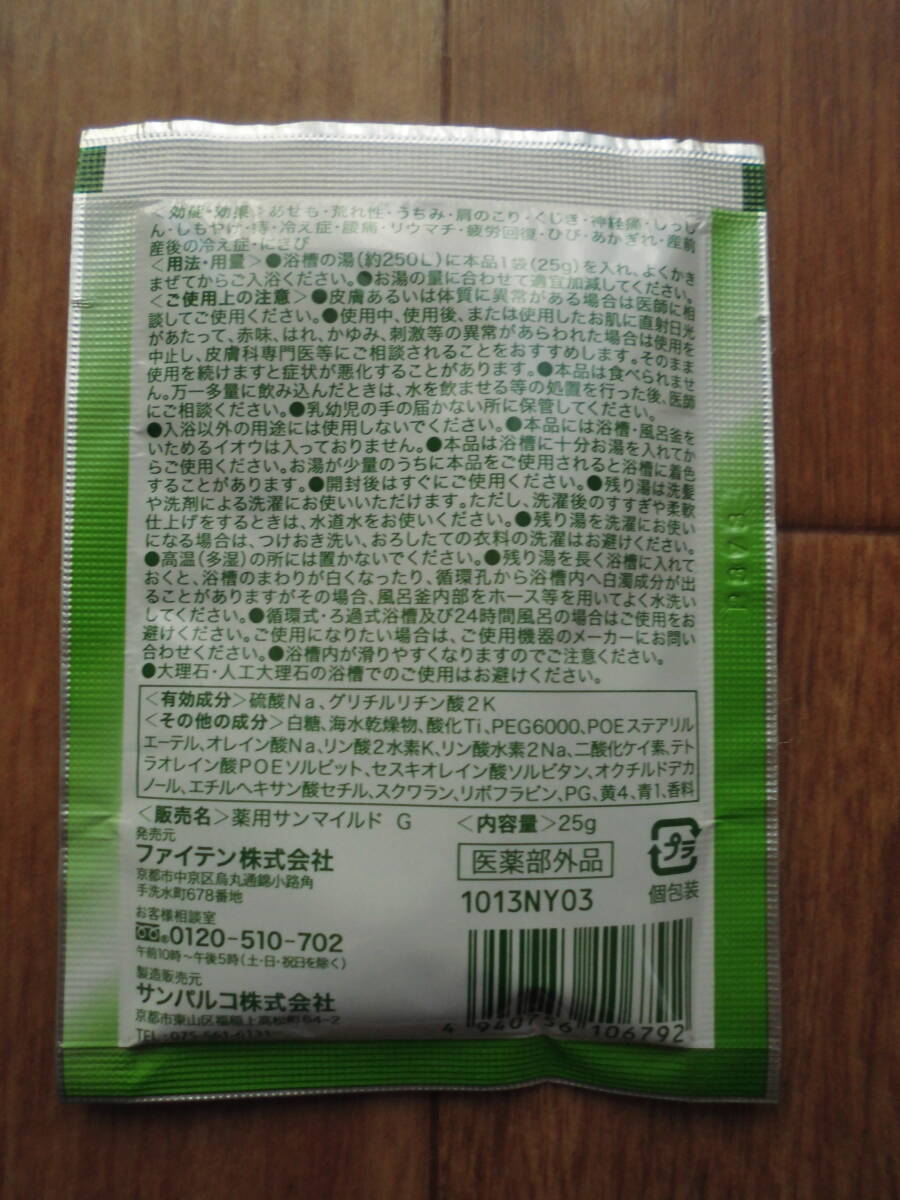 <効能・効果>あせも・荒れ性・うちみ・肩のこり・くじき・神経痛・しっし
ん・しもやけ・痔・冷え症・腰痛・リウマチ・疲労回復・ひび・あかぎれ・産前
産後の冷え症・にきび
<用法・用量>●浴槽の湯(約250L)に本品1袋(25g)を入れ、よくかき
まぜてからご入浴ください。●お湯の量に合わせて適宜加減してください。
<ご使用上の注意>●皮膚あるいは体質に異常がある場合は医師に相
談してご使用ください。●使用中、使用後、または使用したお肌に直射日光
があたって、赤味、はれ、かゆみ、刺激等の異常があらわれた場合は使用を
中止し、皮膚科専門医等にご相談されることをおすすめします。そのまま
使用を続けますと症状が悪化することがあります。●本品は食べられませ
ん。万一多量に飲み込んだときは、水を飲ませる等の処置を行った後、医師
にご相談ください。●乳幼児の手の届かない所に保管してください。
●入浴以外の用途には使用しないでください。●本品には浴槽・風呂釜を
いためるイオウは入っておりません。●本品は浴槽に十分お湯を入れてか
らご使用ください。お湯が少量のうちに本品をご使用されると浴槽に着色
することがあります。●開封後はすぐにご使用ください。●残り湯は洗髪
や洗剤による洗濯にお使いいただけます。ただし、洗濯後のすすぎや柔軟
仕上げをするときは、水道水をお使いください。●残り湯を洗濯にお使い
になる場合は、つけおき洗い、おろしたての衣料の洗濯はお避けください。
●高温(多湿)の所には置かないでください。●残り湯を長く浴槽に入れて
おくと、浴槽のまわりが白くなったり、循環孔から浴槽内へ白濁成分が出
ることがありますがその場合、風呂釜内部をホース等を用いてよく水洗い
してください。●循環式・ろ過式浴槽及び24時間風呂の場合はご使用をお
避けください。ご使用になりたい場合は、ご使用機器のメーカーにお問い
合わせください。●浴槽内が滑りやすくなりますのでご注意ください。
●大理石・人工大理石の浴槽でのご使用はお避けください。
<有効成分>硫酸Na、グリチルリチン酸2K
<その他の成分>白糖、海水乾燥物、酸化Ti、PEG6000、POEステアリル
エーテル、オレイン酸Na、リン酸2水素K、リン酸水素2Na、二酸化ケイ素、テト
ラオレイン酸POEソルビット、セスキオレイン酸ソルビタン、オクチルドデカ
ノール、エチルヘキサン酸セチル、スクワラン、リボフラビン、PG、黄4、青1、香料
<販売名>薬用サンマイルド G <内容量>25g
発売元
ファイテン株式会社
京都市中京区烏丸通錦小路角
手洗水町678番地
お客様相談室
0120-510-702
午前10時～午後5時(土・日・祝日を除く)
製造販売元
サンパルコ株式会社
京都市東山区福稲上高松町54-2
TEL:075-561-6131
医薬部外品
プラ
個包装
1013NY03
4 940756 106792